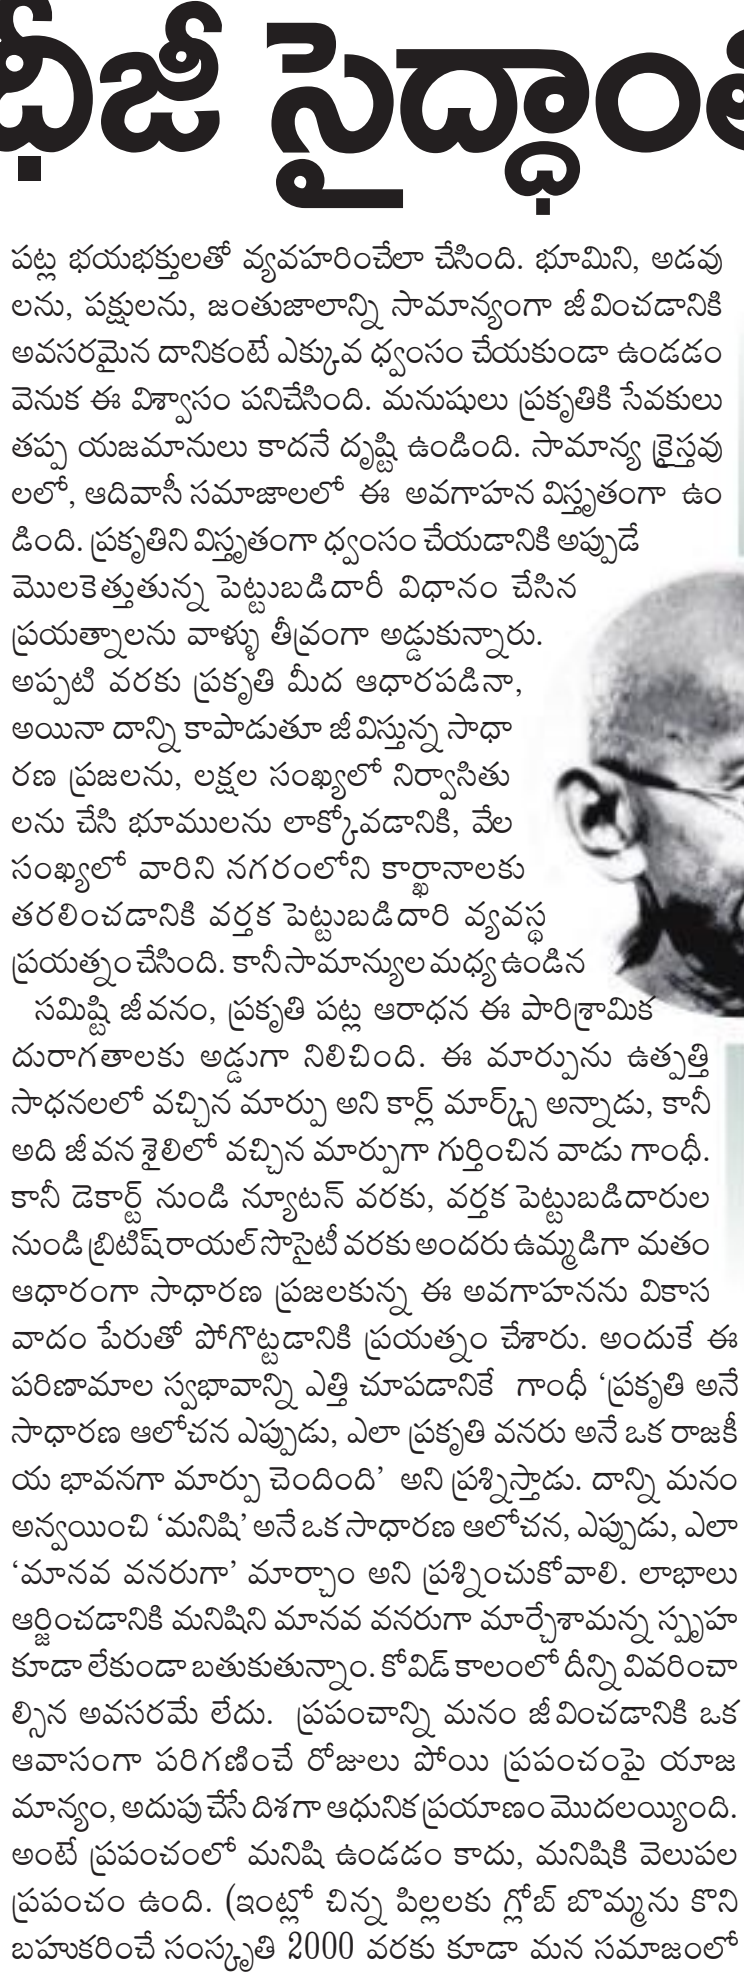 ధీజీ సైద్ధాం
పట్ల భయభక్తులతో వ్యవహరించేలా చేసింది. భూమిని, అడవు
లను, పక్షులను, జంతుజాలాన్ని సామాన్యంగా జీవించడానికి
అవసరమైన దానికంటే ఎక్కువ ధ్వంసం చేయకుండా ఉండడం
వెనుక ఈ విశ్వాసం పనిచేసింది. మనుషులు ప్రకృతికి సేవకులు
తప్ప యజమానులు కాదనే దృష్టి ఉండింది. సామాన్య క్రైస్తవు
లలో, ఆదివాసీ సమాజాలలో ఈ అవగాహన విస్తృతంగా ఉం
డింది. ప్రకృతిని విస్తృతంగా ధ్వంసం చేయడానికి అప్పుడే
మొలకెత్తుతున్న పెట్టుబడిదారీ విధానం చేసిన
ప్రయత్నాలను వాళ్ళు తీవ్రంగా అడ్డుకున్నారు.
అప్పటి వరకు ప్రకృతి మీద ఆధారపడినా,
అయినా దాన్ని కాపాడుతూ జీవిస్తున్న సాధా
రణ ప్రజలను, లక్షల సంఖ్యలో నిర్వాసితు
లను చేసి భూములను లాక్కోవడానికి, వేల
సంఖ్యలో వారిని నగరంలోని కార్ఖానాలకు
తరలించడానికి వర్తక పెట్టుబడిదారి వ్యవస్థ
ప్రయత్నంచేసింది. కానీ సామాన్యుల మధ్య ఉండిన
సమిష్టి జీవనం, ప్రకృతి పట్ల ఆరాధన ఈ పారిశ్రామిక
దురాగతాలకు అడ్డుగా నిలిచింది. ఈ మార్పును ఉత్పత్తి
సాధనలలో వచ్చిన మార్పు అని కార్ల్ మార్క్స్ అన్నాడు, కానీ
అది జీవన శైలిలో వచ్చిన మార్పుగా గుర్తించిన వాడు గాంధీ.
కానీ డెకార్ట్ నుండి న్యూటన్ వరకు, వర్తక పెట్టుబడిదారుల
నుండి బ్రిటిష్ రాయల్ సొసైటీ వరకు అందరు ఉమ్మడిగా మతం
ఆధారంగా సాధారణ ప్రజలకున్న ఈ అవగాహనను వికాస
వాదం పేరుతో పోగొట్టడానికి ప్రయత్నం చేశారు. అందుకే ఈ
పరిణామాల స్వభావాన్ని ఎత్తి చూపడానికే గాంధీ ‘ప్రకృతి అనే
సాధారణ ఆలోచన ఎప్పుడు, ఎలా ప్రకృతి వనరు అనే ఒక రాజకీ
య భావనగా మార్పు చెందింది’ అని ప్రశ్నిస్తాడు. దాన్ని మనం
అన్వయించి ‘మనిషి’ అనే ఒక సాధారణ ఆలోచన, ఎప్పుడు, ఎలా
‘మానవ వనరుగా’ మార్చాం అని ప్రశ్నించుకోవాలి. లాభాలు
ఆర్జించడానికి మనిషిని మానవ వనరుగా మార్చేశామన్న స్పృహ
కూడా లేకుండా బతుకుతున్నాం. కోవిడ్ కాలంలో దీన్ని వివరించా
ల్సిన అవసరమే లేదు. ప్రపంచాన్ని మనం జీవించడానికి ఒక
ఆవాసంగా పరిగణించే రోజులు పోయి ప్రపంచంపై యాజ
మాన్యం, అదుపు చేసే దిశగా ఆధునిక ప్రయాణం మొదలయ్యింది.
అంటే ప్రపంచంలో మనిషి ఉండడం కాదు, మనిషికి వెలుపల
ప్రపంచం ఉంది. (ఇంట్లో చిన్న పిల్లలకు గ్లోబ్ బొమ్మను కొని
బహుకరించే సంస్కృతి 2000 వరకు కూడా మన సమాజంలో